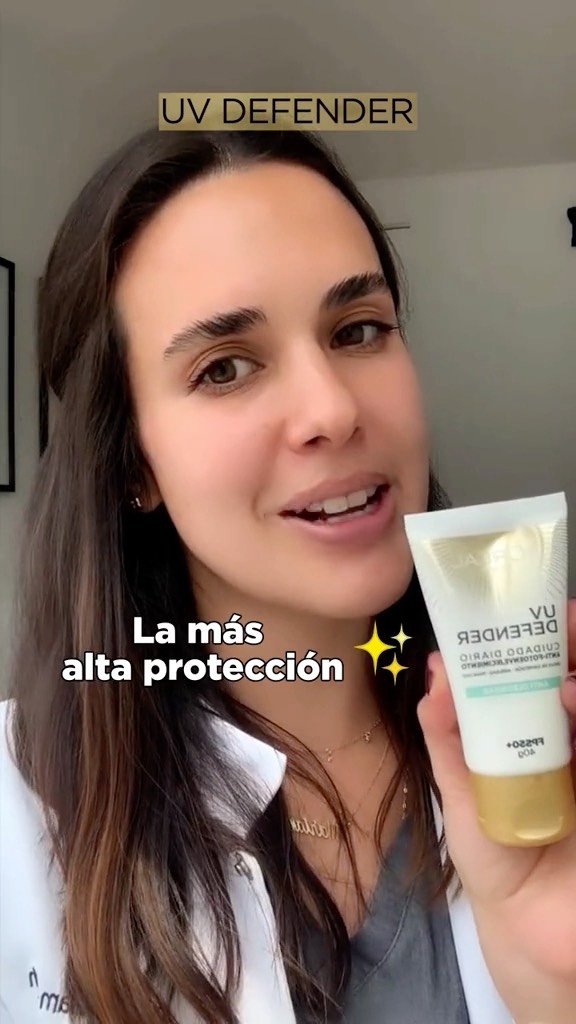 UV DEFENDER
La más
alta protección
UV
DEFENDER
CUIDADO DIARIO
ANTI-FOTOENVEJECIMIENTO
FPS50+
40g